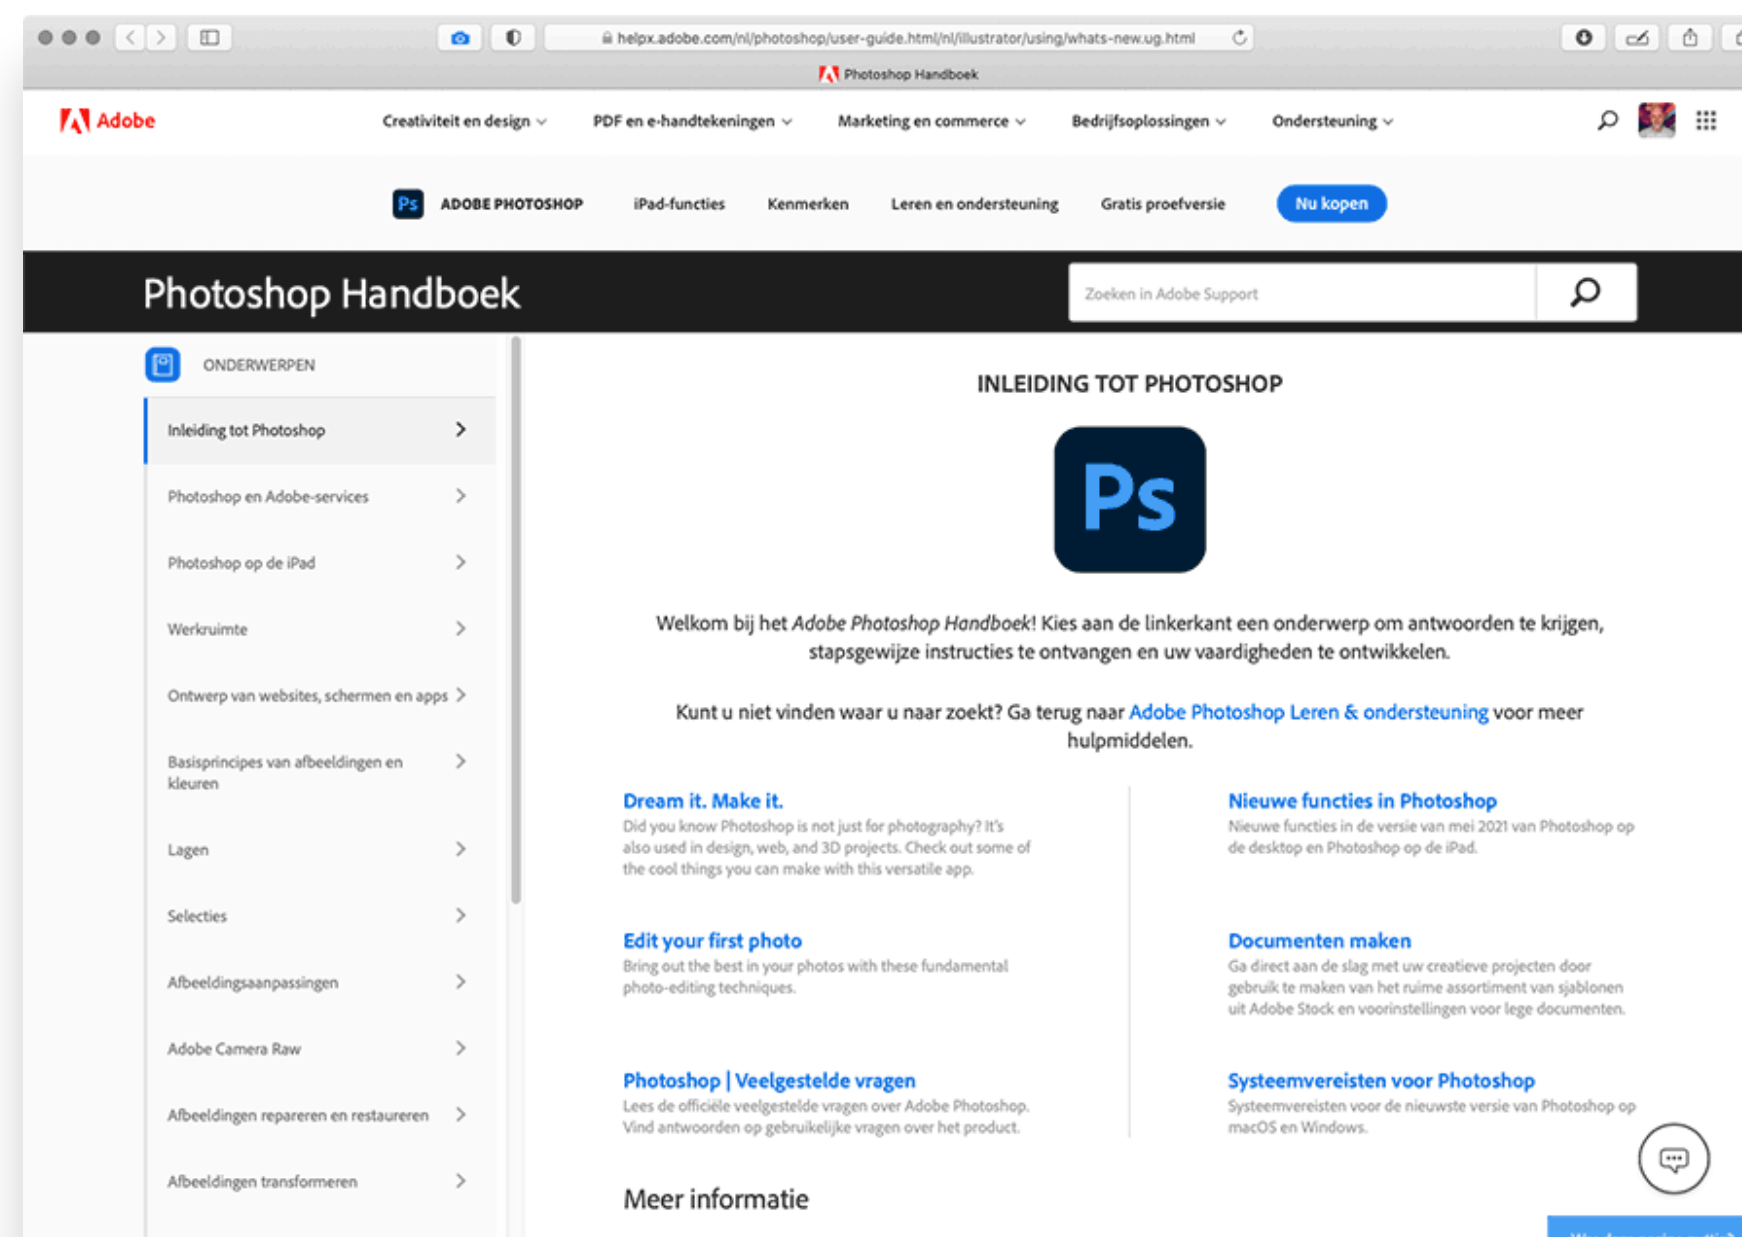 helpx.adobe.com/nl/photoshop/user-guide.html/nl/illustrator/using/whats-new.ug.html
Photoshop Handboek
Adobe
Creativiteit en design
PDF en e-handtekeningen
Marketing en commerce
Bedrijfsoplossingen
Ondersteuning
Ps
ADOBE PHOTOSHOP
iPad-functies
Kenmerken
Leren en ondersteuning
Gratis proefversie
Nu kopen
Photoshop Handboek
Zoeken in Adobe Support
ONDERWERPEN
Inleiding tot Photoshop
Photoshop en Adobe-services
Photoshop op de iPad
Werkruimte
Ontwerp van websites, schermen en apps
Basisprincipes van afbeeldingen en
kleuren
Lagen
Selecties
Afbeeldingsaanpassingen
Adobe Camera Raw
Afbeeldingen repareren en restaureren
Afbeeldingen transformeren
INLEIDING TOT PHOTOSHOP
Ps
Welkom bij het Adobe Photoshop Handboek! Kies aan de linkerkant een onderwerp om antwoorden te krijgen,
stapsgewijze instructies te ontvangen en uw vaardigheden te ontwikkelen.
Kunt u niet vinden waar u naar zoekt? Ga terug naar Adobe Photoshop Leren & ondersteuning voor meer
hulpmiddelen.
Dream it. Make it.
Did you know Photoshop is not just for photography? It's
also used in design, web, and 3D projects. Check out some of
the cool things you can make with this versatile app.
Nieuwe functies in Photoshop
Nieuwe functies in de versie van mei 2021 van Photoshop op
de desktop en Photoshop op de iPad.
Edit your first photo
Bring out the best in your photos with these fundamental
photo-editing techniques.
Documenten maken
Ga direct aan de slag met uw creatieve projecten door
gebruik te maken van het ruime assortiment van sjablonen
uit Adobe Stock en voorinstellingen voor lege documenten.
Photoshop | Veelgestelde vragen
Lees de officiële veelgestelde vragen over Adobe Photoshop.
Vind antwoorden op gebruikelijke vragen over het product.
Systeemvereisten voor Photoshop
Systeemvereisten voor de nieuwste versie van Photoshop op
macOS en Windows.
Meer informatie